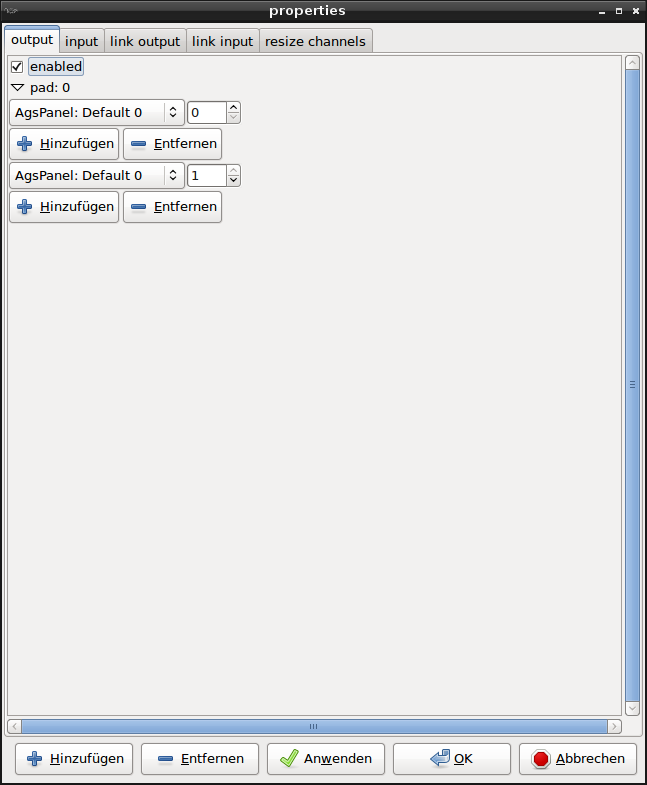 properties
output input link output link input resize channels
enabled
pad: 0
AgsPanel: Default 0 0
Hinzufügen Entfernen
AgsPanel: Default 0 1
Hinzufügen Entfernen
Hinzufügen Entfernen Anwenden OK Abbrechen